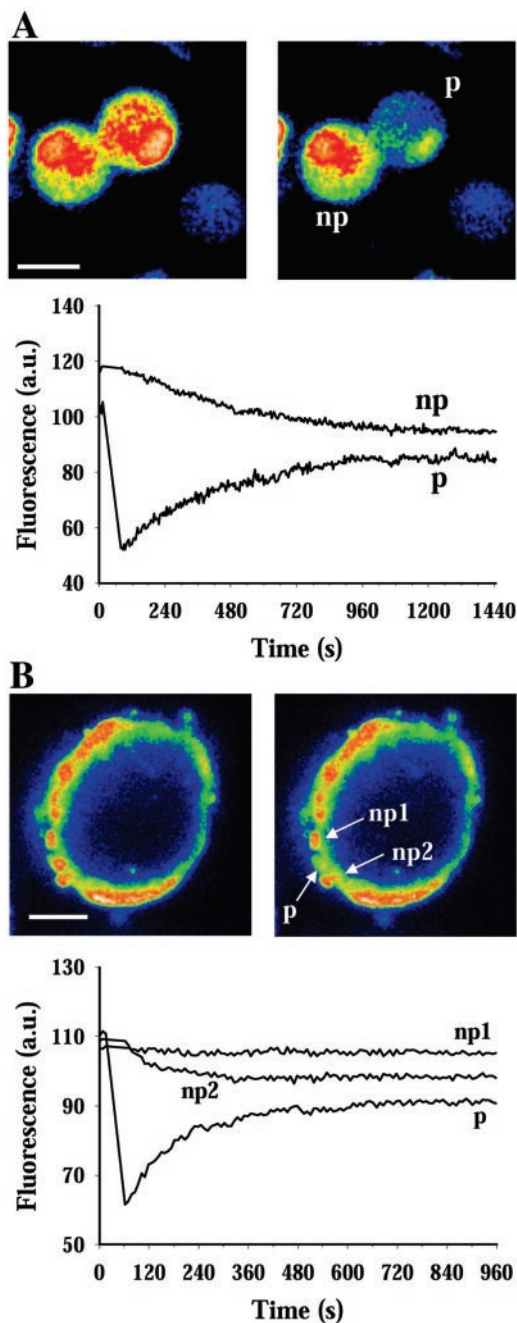 A
p
np
140
120
100
80
60
40
Fluorescence (a.u.)
np
p
0 240 480 720 960 1200 1440
Time (s)
B
np1
np2
p
130
110
90
70
50
Fluorescence (a.u.)
np1
np2
p
0 120 240 360 480 600 720 840 960
Time (s)